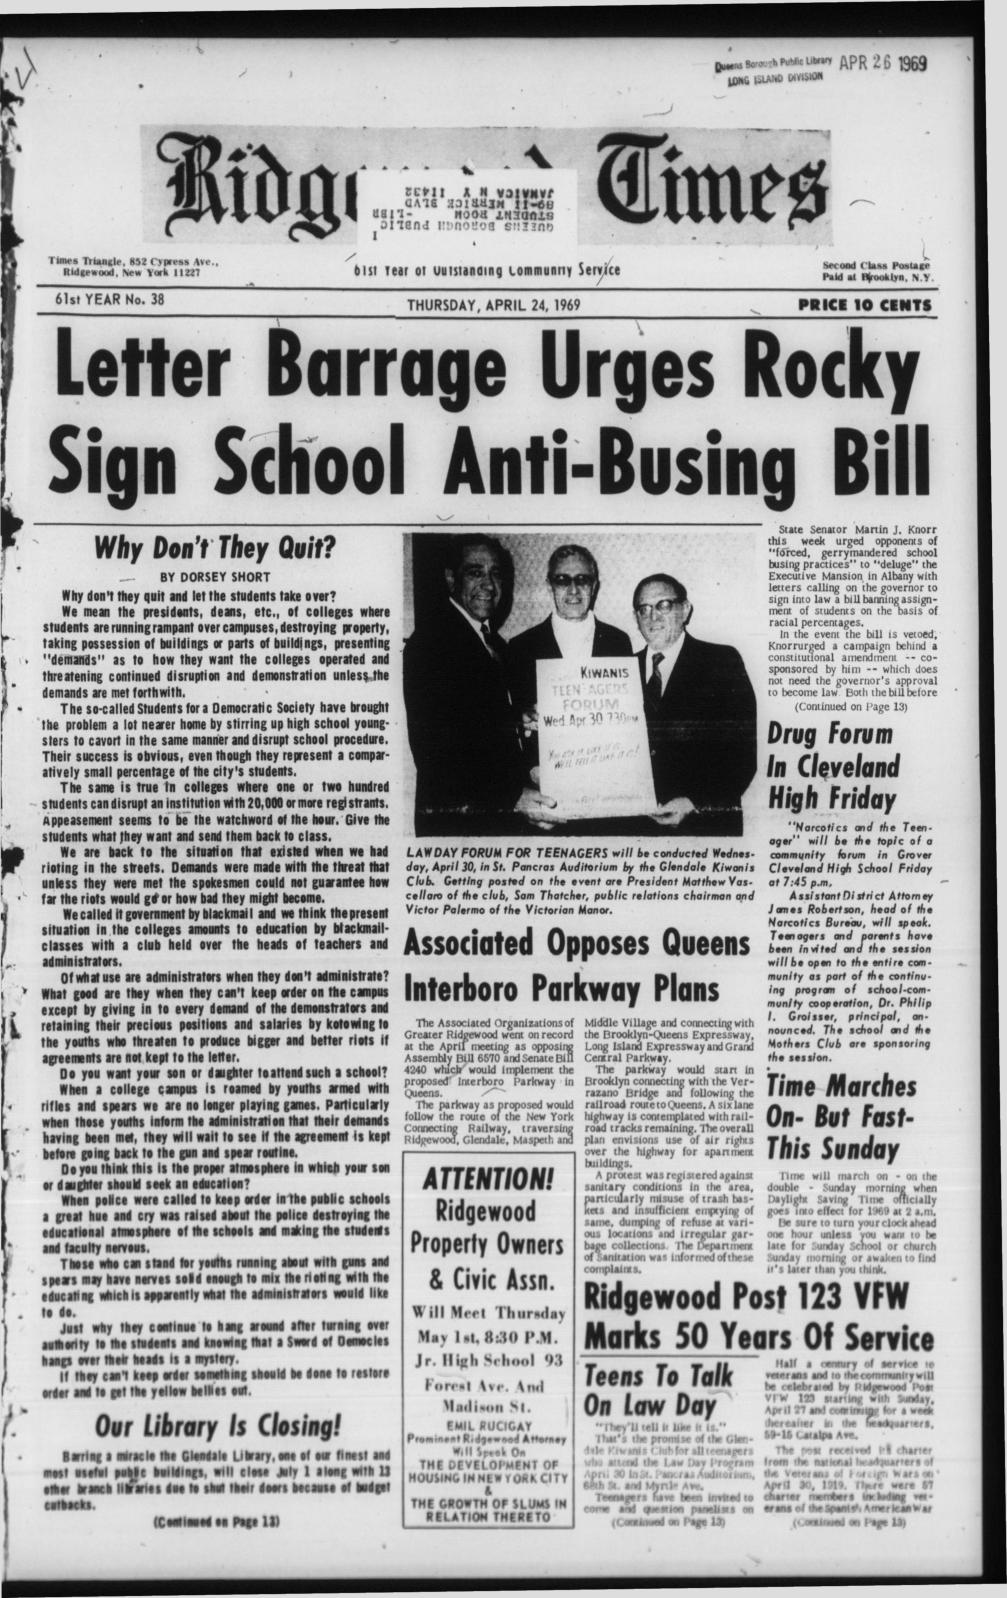 Queens Borough Public Library APR 26 1969
LONG ISLAND DIVISION
Times
QUEENS BOROUGH PUBLIC
STUDENT ROOM -LIBR
89-11 MERRICK BLVD
JAMAICA N Y 11432
Times Triangle, 852 Cypress Ave.,
Ridgewood, New York 11227
61st Year of Outstanding Community Service
Second Class Postage
Paid at Brooklyn, N.Y.
61st YEAR No. 38
THURSDAY, APRIL 24, 1969
PRICE 10 CENTS
Letter Barrage Urges Rocky
Sign School Anti-Busing Bill
Why Don't They Quit?
BY DORSEY SHORT
Why don't they quit and let the students take over?
We mean the presidents, deans, etc., of colleges where
students are running rampant over campuses, destroying property,
taking possession of buildings or parts of buildings, presenting
"demands" as to how they want the colleges operated and
threatening continued disruption and demonstration unless the
demands are met forthwith.
The so-called Students for a Democratic Society have brought
the problem a lot nearer home by stirring up high school young-
sters to cavort in the same manner and disrupt school procedure.
Their success is obvious, even though they represent a compar-
atively small percentage of the city's students.
The same is true in colleges where one or two hundred
students can disrupt an institution with 20,000 or more registrants.
Appeasement seems to be the watchword of the hour. Give the
students what they want and send them back to class.
We are back to the situation that existed when we had
rioting in the streets. Demands were made with the threat that
unless they were met the spokesmen could not guarantee how
far the riots would go or how bad they might become.
We called it government by blackmail and we think the present
situation in the colleges amounts to education by blackmail-
classes with a club held over the heads of teachers and
administrators.
Of what use are administrators when they don't administrate?
What good are they when they can't keep order on the campus
except by giving in to every demand of the demonstrators and
retaining their precious positions and salaries by kotowing to
the youths who threaten to produce bigger and better riots if
agreements are not kept to the letter.
Do you want your son or daughter to attend such a school?
When a college campus is roamed by youths armed with
rifles and spears we are no longer playing games. Particularly
when those youths inform the administration that their demands
having been met, they will wait to see if the agreement is kept
before going back to the gun and spear routine.
Do you think this is the proper atmosphere in which your son
or daughter should seek an education?
When police were called to keep order in the public schools
a great hue and cry was raised about the police destroying the
educational atmosphere of the schools and making the students
and faculty nervous.
Those who can stand for youths running about with guns and
spears may have nerves solid enough to mix the rioting with the
educating which is apparently what the administrators would like
to do.
Just why they continue to hang around after turning over
authority to the students and knowing that a Sword of Democles
hangs over their heads is a mystery.
If they can't keep order something should be done to restore
order and to get the yellow bellies out.
Our Library Is Closing!
Barring a miracle the Glendale Library, one of our finest and
most useful public buildings, will close July 1 along with 13
other branch libraries due to shut their doors because of budget
cutbacks.
(Continued on Page 13)
KIWANIS
TEEN AGERS
FORUM
Wed. Apr 30 7:30PM
LAW DAY FORUM FOR TEENAGERS will be conducted Wednes-
day, April 30, in St. Pancras Auditorium by the Glendale Kiwanis
Club. Getting posted on the event are President Matthew Vas-
cellaro of the club, Sam Thatcher, public relations chairman and
Victor Palermo of the Victorian Manor.
Associated Opposes Queens
Interboro Parkway Plans
The Associated Organizations of
Greater Ridgewood went on record
at the April meeting as opposing
Assembly Bill 6570 and Senate Bill
4240 which would implement the
proposed Interboro Parkway in
Queens.
The parkway as proposed would
follow the route of the New York
Connecting Railway, traversing
Ridgewood, Glendale, Maspeth and
Middle Village and connecting with
the Brooklyn-Queens Expressway,
Long Island Expressway and Grand
Central Parkway.
The parkway would start in
Brooklyn connecting with the Ver-
razano Bridge and following the
railroad route to Queens. A six lane
highway is contemplated with rail-
road tracks remaining. The overall
plan envisions use of air rights
over the highway for apartment
buildings.
A protest was registered against
sanitary conditions in the area,
particularly misuse of trash bas-
kets and insufficient emptying of
same, dumping of refuse at vari-
ous locations and irregular gar-
bage collections. The Department
of Sanitation was informed of these
complaints.
ATTENTION!
Ridgewood
Property Owners
& Civic Assn.
Will Meet Thursday
May 1st, 8:30 P.M.
Jr. High School 93
Forest Ave. And
Madison St.
EMIL RUCIGAY
Prominent Ridgewood Attorney
Will Speak On
THE DEVELOPMENT OF
HOUSING IN NEW YORK CITY
&
THE GROWTH OF SLUMS IN
RELATION THERETO
State Senator Martin J. Knorr
this week urged opponents of
"forced, gerrymandered school
busing practices" to "deluge" the
Executive Mansion in Albany with
letters calling on the governor to
sign into law a bill banning assign-
ment of students on the basis of
racial percentages.
In the event the bill is vetoed,
Knorr urged a campaign behind a
constitutional amendment -- co-
sponsored by him -- which does
not need the governor's approval
to become law. Both the bill before
(Continued on Page 13)
Drug Forum
In Cleveland
High Friday
"Narcotics and the Teen-
ager" will be the topic of a
community forum in Grover
Cleveland High School Friday
at 7:45 p.m.
Assistant District Attorney
James Robertson, head of the
Narcotics Bureau, will speak.
Teenagers and parents have
been invited and the session
will be open to the entire com-
munity as part of the continu-
ing program of school-com-
munity cooperation, Dr. Philip
I. Groisser, principal, an-
nounced. The school and the
Mothers Club are sponsoring
the session.
Time Marches
On- But Fast-
This Sunday
Time will march on - on the
double - Sunday morning when
Daylight Saving Time officially
goes into effect for 1969 at 2 a.m.
Be sure to turn your clock ahead
one hour unless you want to be
late for Sunday School or church
Sunday morning or awaken to find
it's later than you think.
Ridgewood Post 123 VFW
Marks 50 Years Of Service
Teens To Talk
On Law Day
"They'll tell it like it is."
That's the promise of the Glen-
dale Kiwanis Club for all teenagers
who attend the Law Day Program
April 30 in St. Pancras Auditorium,
68th St. and Myrtle Ave.
Teenagers have been invited to
come and question panelists on
(Continued on Page 13)
Half a century of service to
veterans and to the community will
be celebrated by Ridgewood Post
VFW 123 starting with Sunday,
April 27 and continuing for a week
thereafter in the headquarters,
59-16 Catalpa Ave.
The post received its charter
from the national headquarters of
the Veterans of Foreign Wars on
April 30, 1919. There were 67
charter members including vet-
erans of the Spanish American War
(Continued on Page 13)